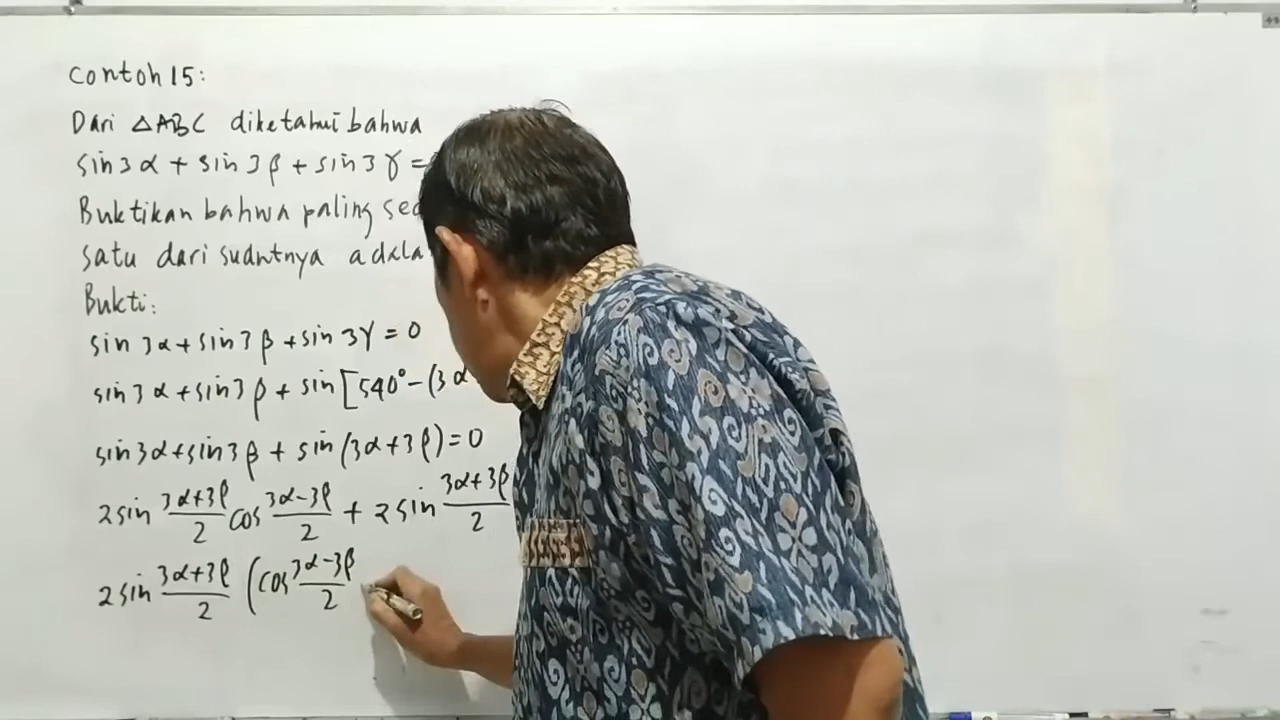 Contoh 15:
Dari △ABC diketahui bahwa
sin 3α + sin 3β + sin 3γ =
Buktikan bahwa paling
satu dari sudutnya
Bukti:
sin 3α + sin 3β + sin 3γ = 0
sin 3α + sin 3β + sin [540° − (3α
sin 3α + sin 3β + sin (3α + 3β) = 0
2 sin (3α+3β)/2 cos (3α−3β)/2 + 2 sin (3α+3β)/2
2 sin (3α+3β)/2 (cos (3α−3β)/2